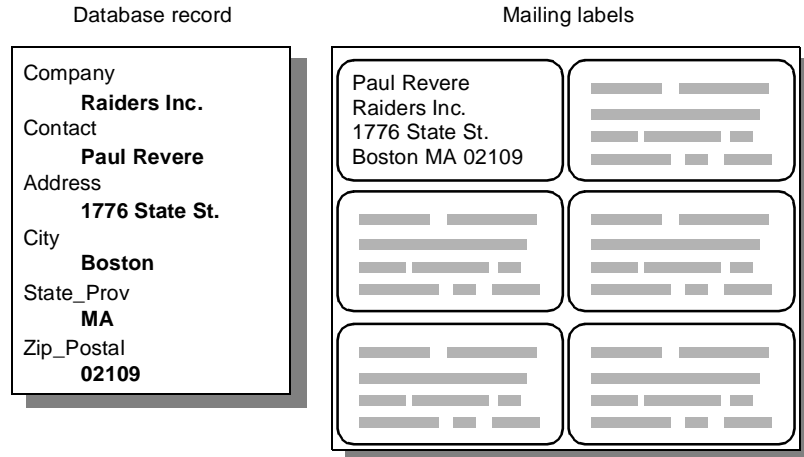 Database record
Mailing labels
Company
Raiders Inc.
Contact
Paul Revere
Address
1776 State St.
City
Boston
State_Prov
MA
Zip_Postal
02109
Paul Revere
Raiders Inc.
1776 State St.
Boston MA 02109